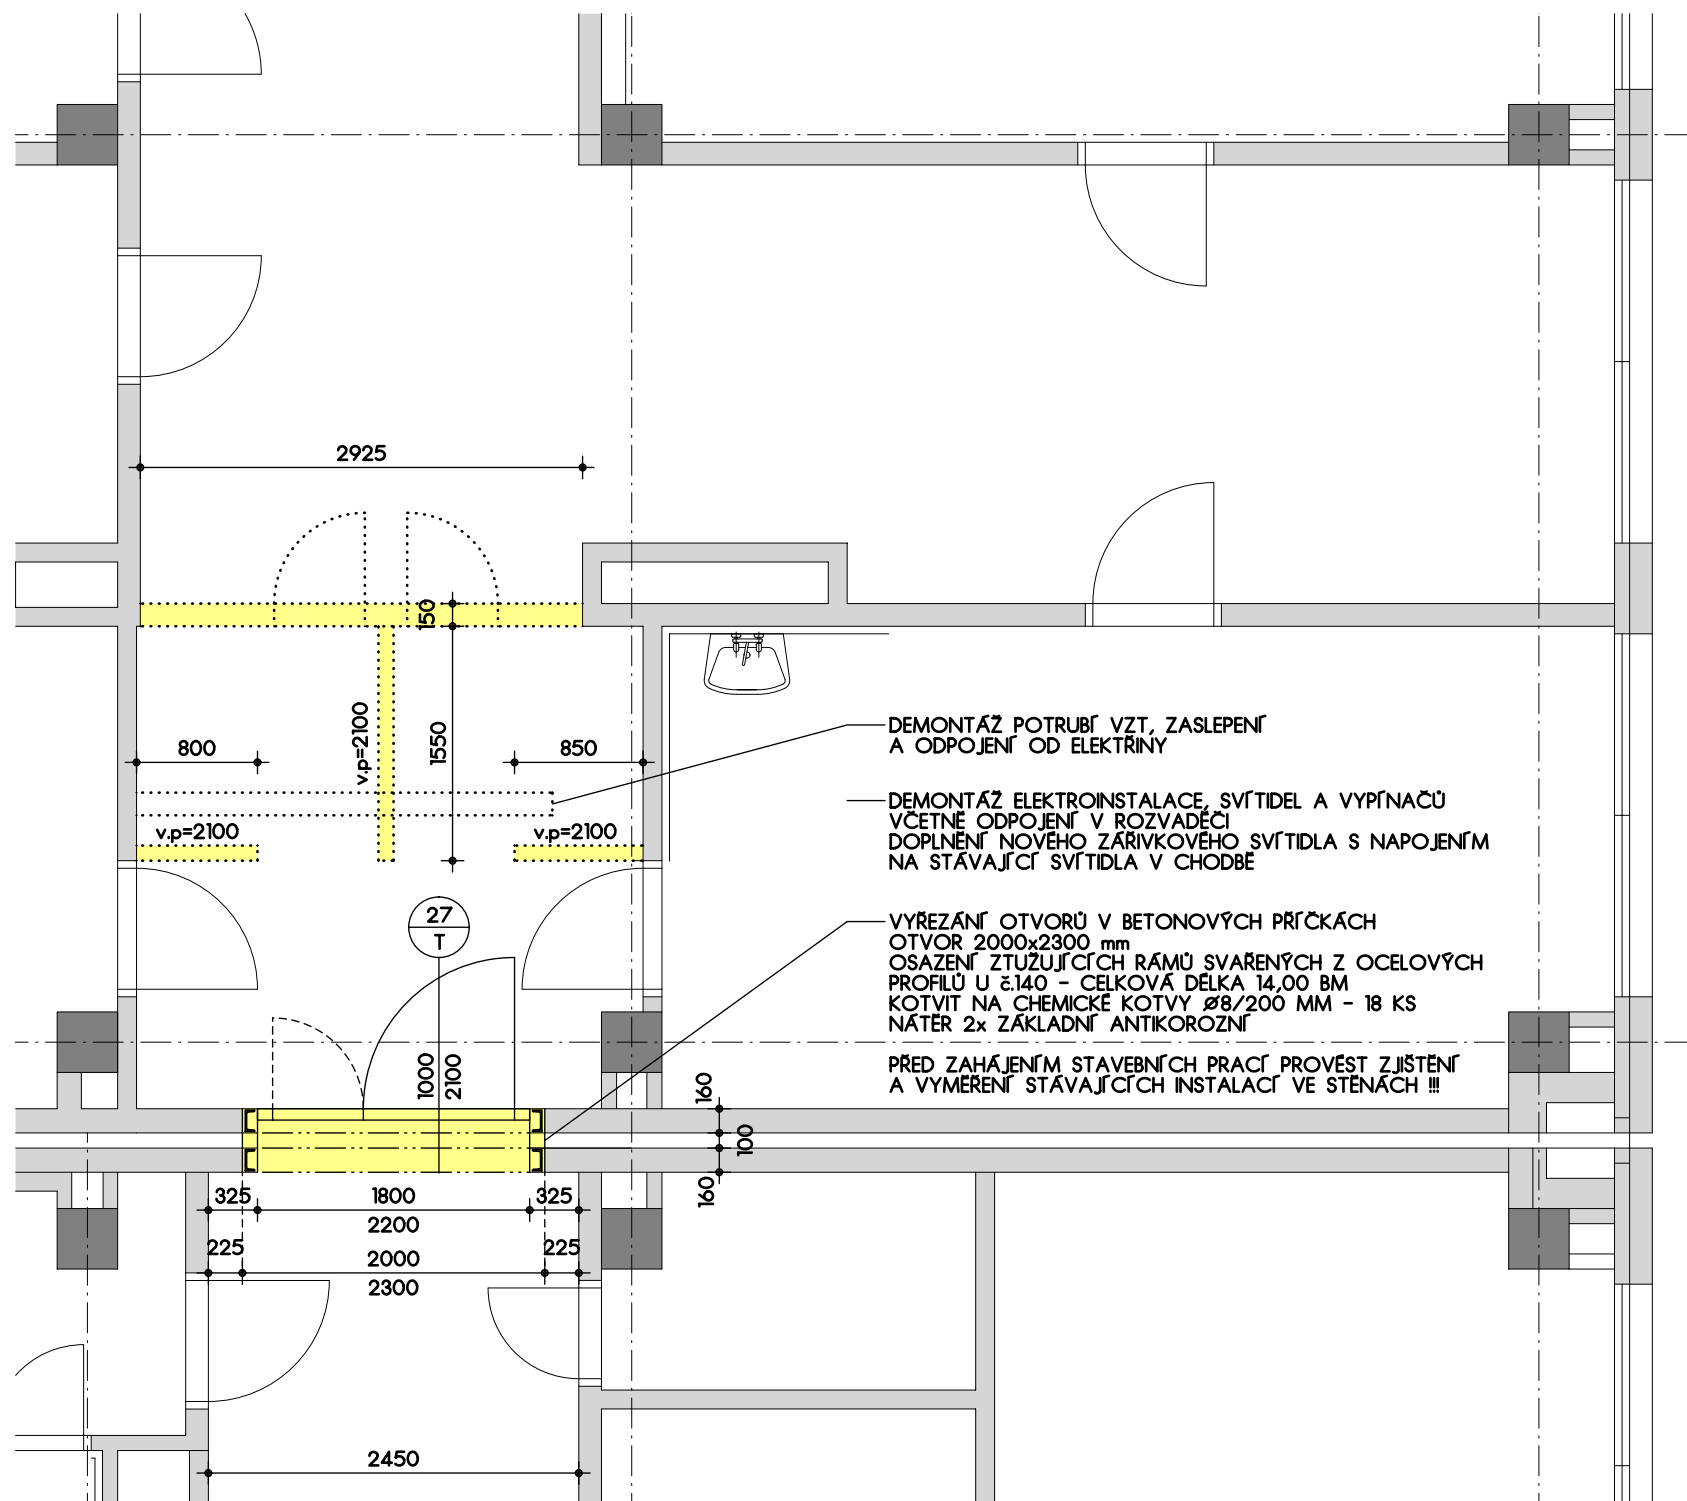 2925
150
v.p=2100
1550
800
850
v.p=2100
v.p=2100
DEMONTÁŽ POTRUBÍ VZT, ZASLEPENÍ
A ODPOJENÍ OD ELEKTŘINY
DEMONTÁŽ ELEKTROINSTALACE, SVÍTIDEL A VYPÍNAČŮ
VČETNĚ ODPOJENÍ V ROZVADĚČI
DOPLNĚNÍ NOVÉHO ZÁŘIVKOVÉHO SVÍTIDLA S NAPOJENÍM
NA STÁVAJÍCÍ SVÍTIDLA V CHODBĚ
27
T
VYŘEZÁNÍ OTVORŮ V BETONOVÝCH PŘÍČKÁCH
OTVOR 2000x2300 mm
OSAZENÍ ZTUŽUJÍCÍCH RÁMŮ SVAŘENÝCH Z OCELOVÝCH
PROFILŮ U č.140 - CELKOVÁ DÉLKA 14,00 BM
KOTVIT NA CHEMICKÉ KOTVY Ø8/200 MM - 18 KS
NÁTĚR 2x ZÁKLADNÍ ANTIKOROZNÍ
PŘED ZAHÁJENÍM STAVEBNÍCH PRACÍ PROVÉST ZJIŠTĚNÍ
A VYMĚŘENÍ STÁVAJÍCÍCH INSTALACÍ VE STĚNÁCH !!!
1000
2100
160
100
160
325
1800
325
2200
225
2000
225
2300
2450